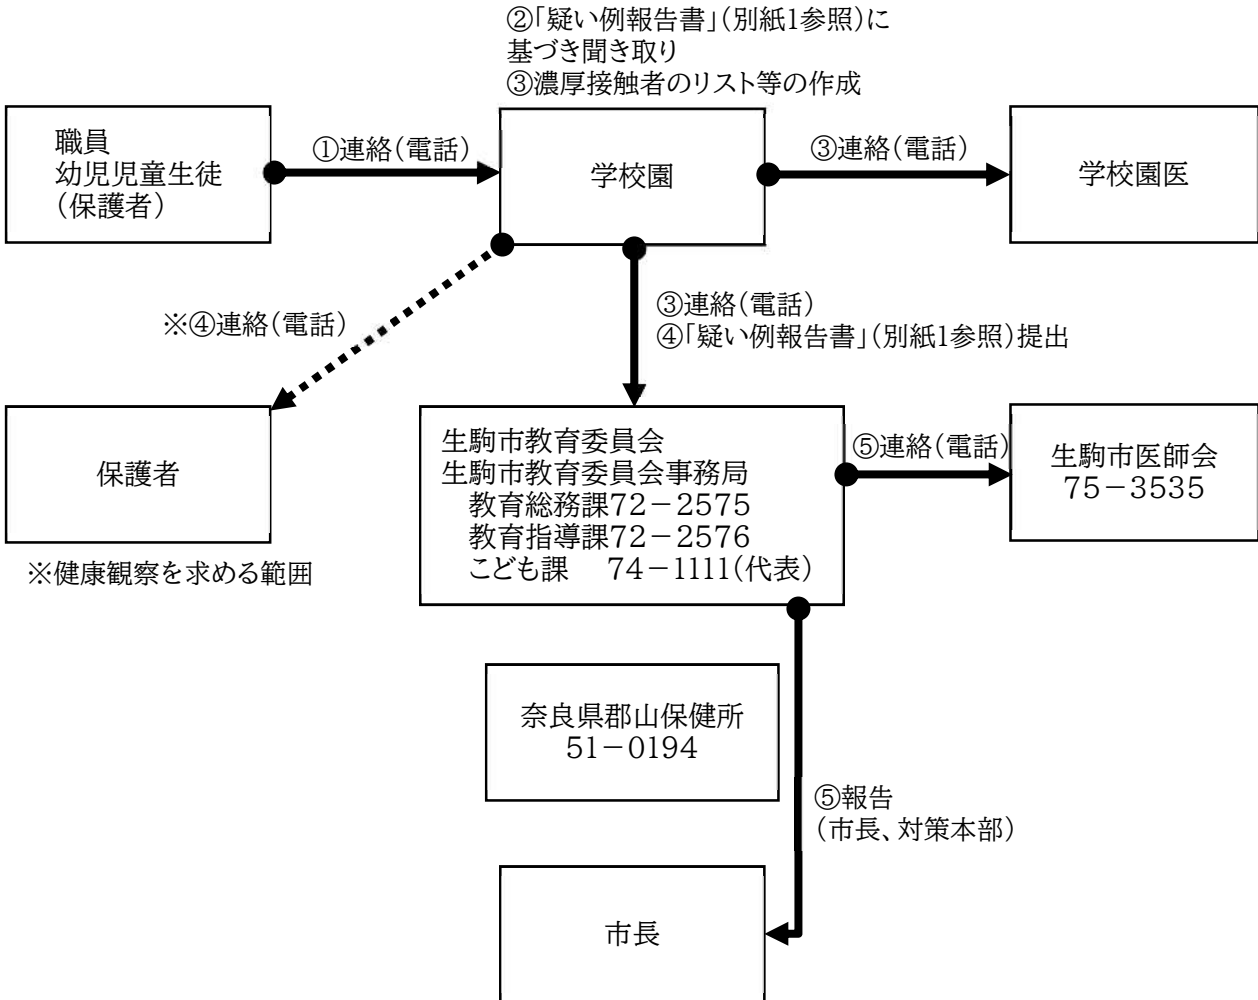 ②「疑い例報告書」（別紙1参照）に
基づき聞き取り
③濃厚接触者のリスト等の作成
職員
幼児児童生徒
（保護者）
①連絡（電話）
学校園
③連絡（電話）
学校園医
※④連絡（電話）
③連絡（電話）
④「疑い例報告書」（別紙1参照）提出
保護者
※健康観察を求める範囲
生駒市教育委員会
生駒市教育委員会事務局
教育総務課72－2575
教育指導課72－2576
こども課　74－1111（代表）
⑤連絡（電話）
生駒市医師会
75－3535
奈良県郡山保健所
51－0194
⑤報告
（市長、対策本部）
市長